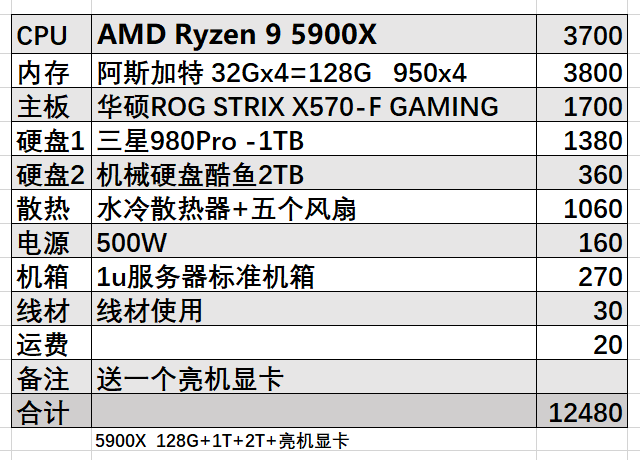 CPU AMD Ryzen 9 5900X 3700
内存 阿斯加特 32Gx4=128G 950x4 3800
主板 华硕ROG STRIX X570-F GAMING 1700
硬盘1 三星980Pro -1TB 1380
硬盘2 机械硬盘酷鱼2TB 360
散热 水冷散热器+五个风扇 1060
电源 500W 160
机箱 1u服务器标准机箱 270
线材 线材使用 30
运费 20
备注 送一个亮机显卡
合计 12480
5900X 128G+1T+2T+亮机显卡